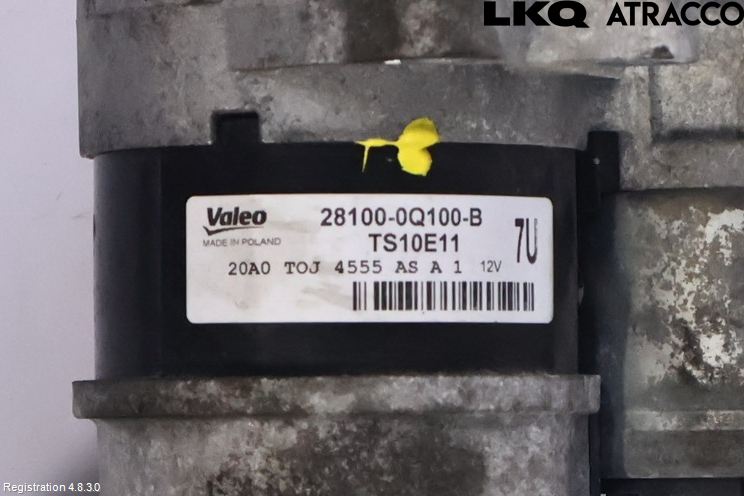 LKQ ATRACCO
Valeo 28100-0Q100-B
MADE IN POLAND TS10E11 7U
20A0 TOJ 4555 AS A 1 12V
Registration 4.8.3.0